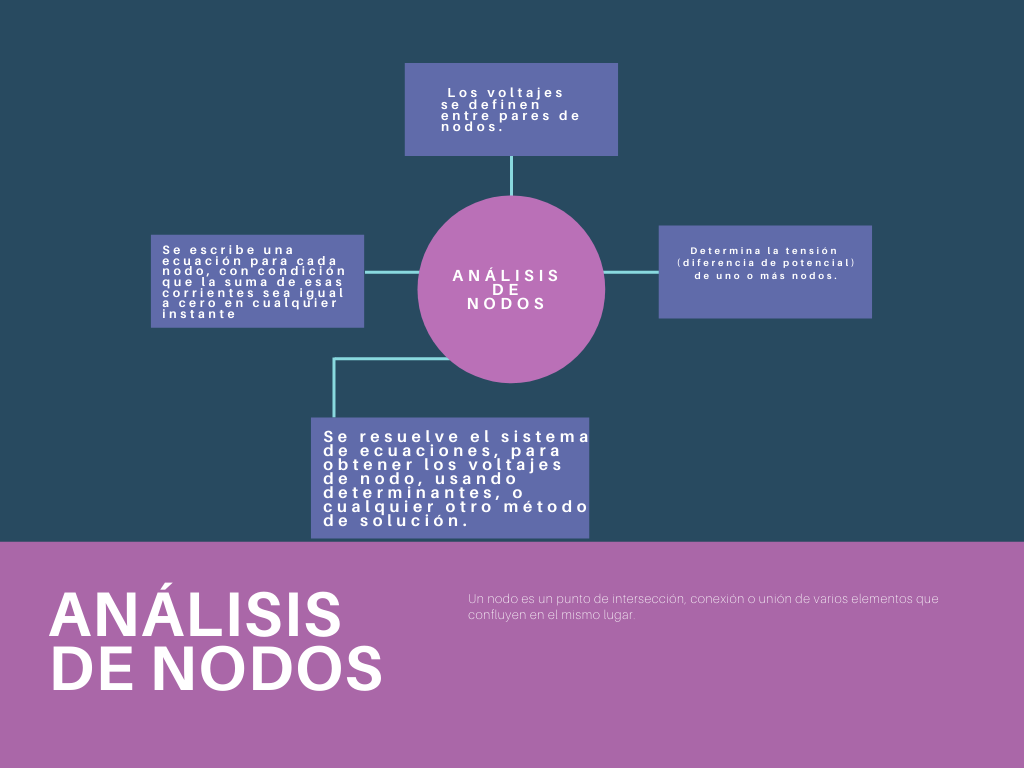 Los voltajes
se definen
entre pares de
nodos.
Se escribe una
ecuación para cada
nodo, con condición
que la suma de esas
corrientes sea igual
a cero en cualquier
instante
ANÁLISIS
DE
NODOS
Determina la tensión
(diferencia de potencial)
de uno o más nodos.
Se resuelve el sistema
de ecuaciones, para
obtener los voltajes
de nodo, usando
determinantes, o
cualquier otro método
de solución.
ANÁLISIS
DE NODOS
Un nodo es un punto de intersección, conexión o unión de varios elementos que
confluyen en el mismo lugar.